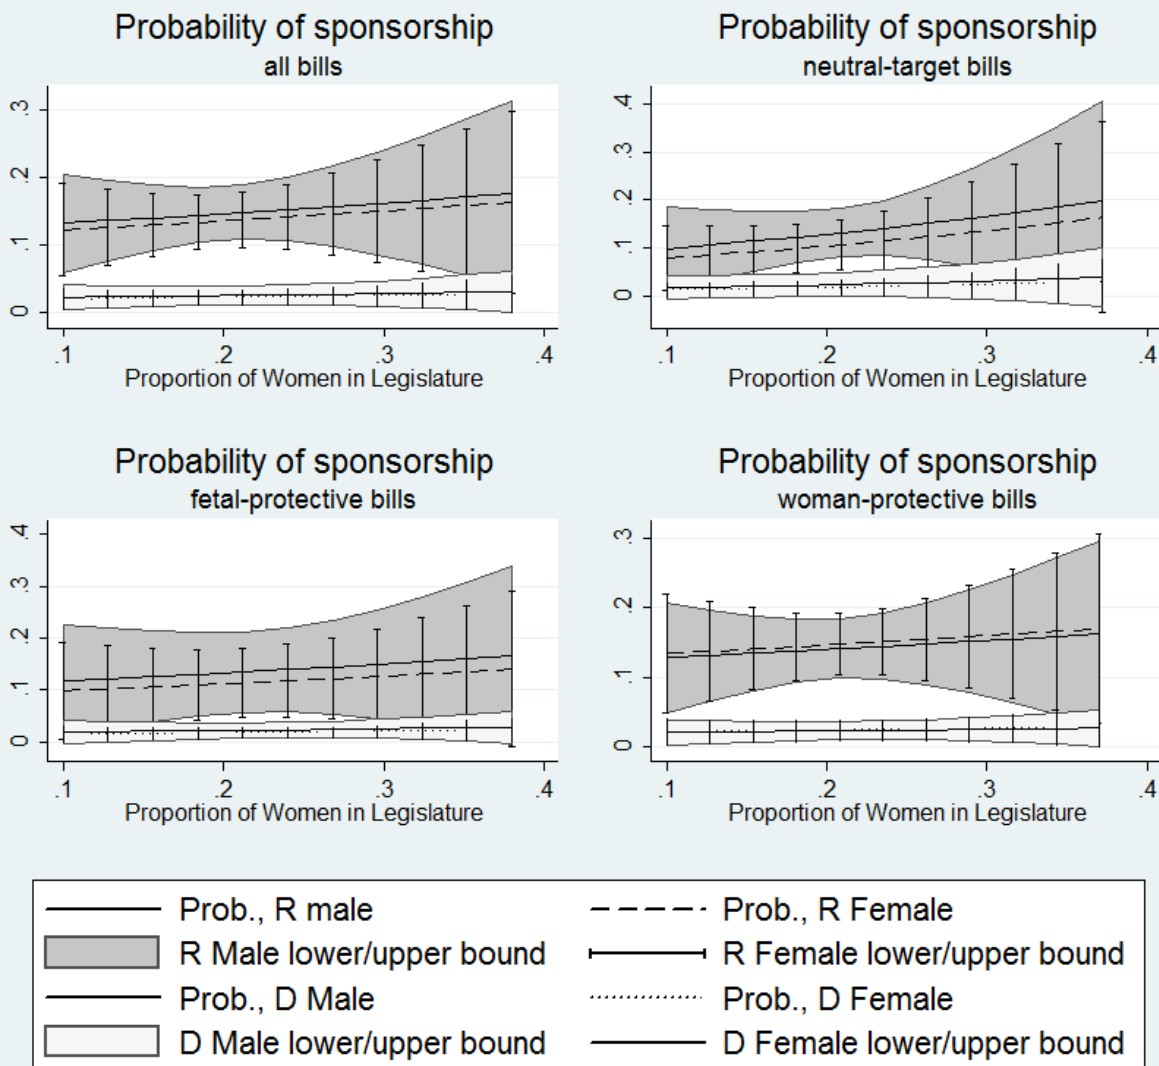 Probability of sponsorship
all bills
.3
.2
.1
0
.1 .2 .3 .4
Proportion of Women in Legislature
Probability of sponsorship
neutral-target bills
.4
.3
.2
.1
0
.1 .2 .3 .4
Proportion of Women in Legislature
Probability of sponsorship
fetal-protective bills
.4
.3
.2
.1
0
.1 .2 .3 .4
Proportion of Women in Legislature
Probability of sponsorship
woman-protective bills
.3
.2
.1
0
.1 .2 .3 .4
Proportion of Women in Legislature
Prob., R male
Prob., R Female
R Male lower/upper bound
R Female lower/upper bound
Prob., D Male
Prob., D Female
D Male lower/upper bound
D Female lower/upper bound